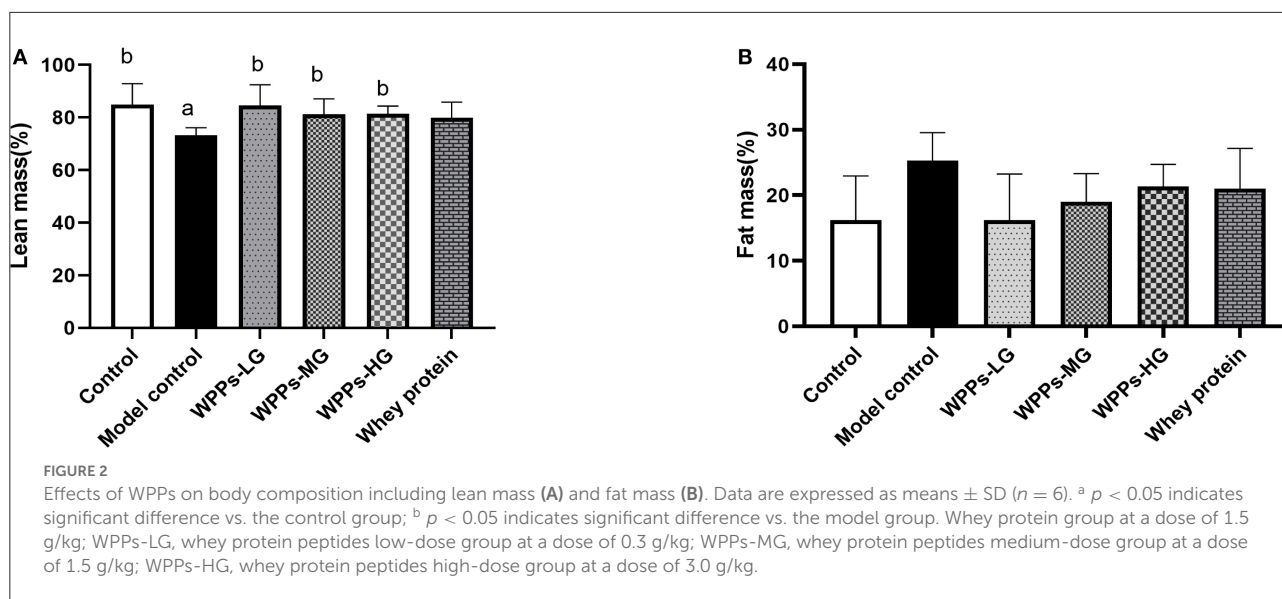 A
Lean mass(%)
100
80
60
40
20
0
b
a
b
b
b
Control
Model control
WPPs-LG
WPPs-MG
WPPs-HG
Whey protein
B
Fat mass(%)
40
30
20
10
0
Control
Model control
WPPs-LG
WPPs-MG
WPPs-HG
Whey protein
FIGURE 2
Effects of WPPs on body composition including lean mass (A) and fat mass (B). Data are expressed as means ± SD (n = 6). a p < 0.05 indicates
significant difference vs. the control group; b p < 0.05 indicates significant difference vs. the model group. Whey protein group at a dose of 1.5
g/kg; WPPs-LG, whey protein peptides low-dose group at a dose of 0.3 g/kg; WPPs-MG, whey protein peptides medium-dose group at a dose
of 1.5 g/kg; WPPs-HG, whey protein peptides high-dose group at a dose of 3.0 g/kg.